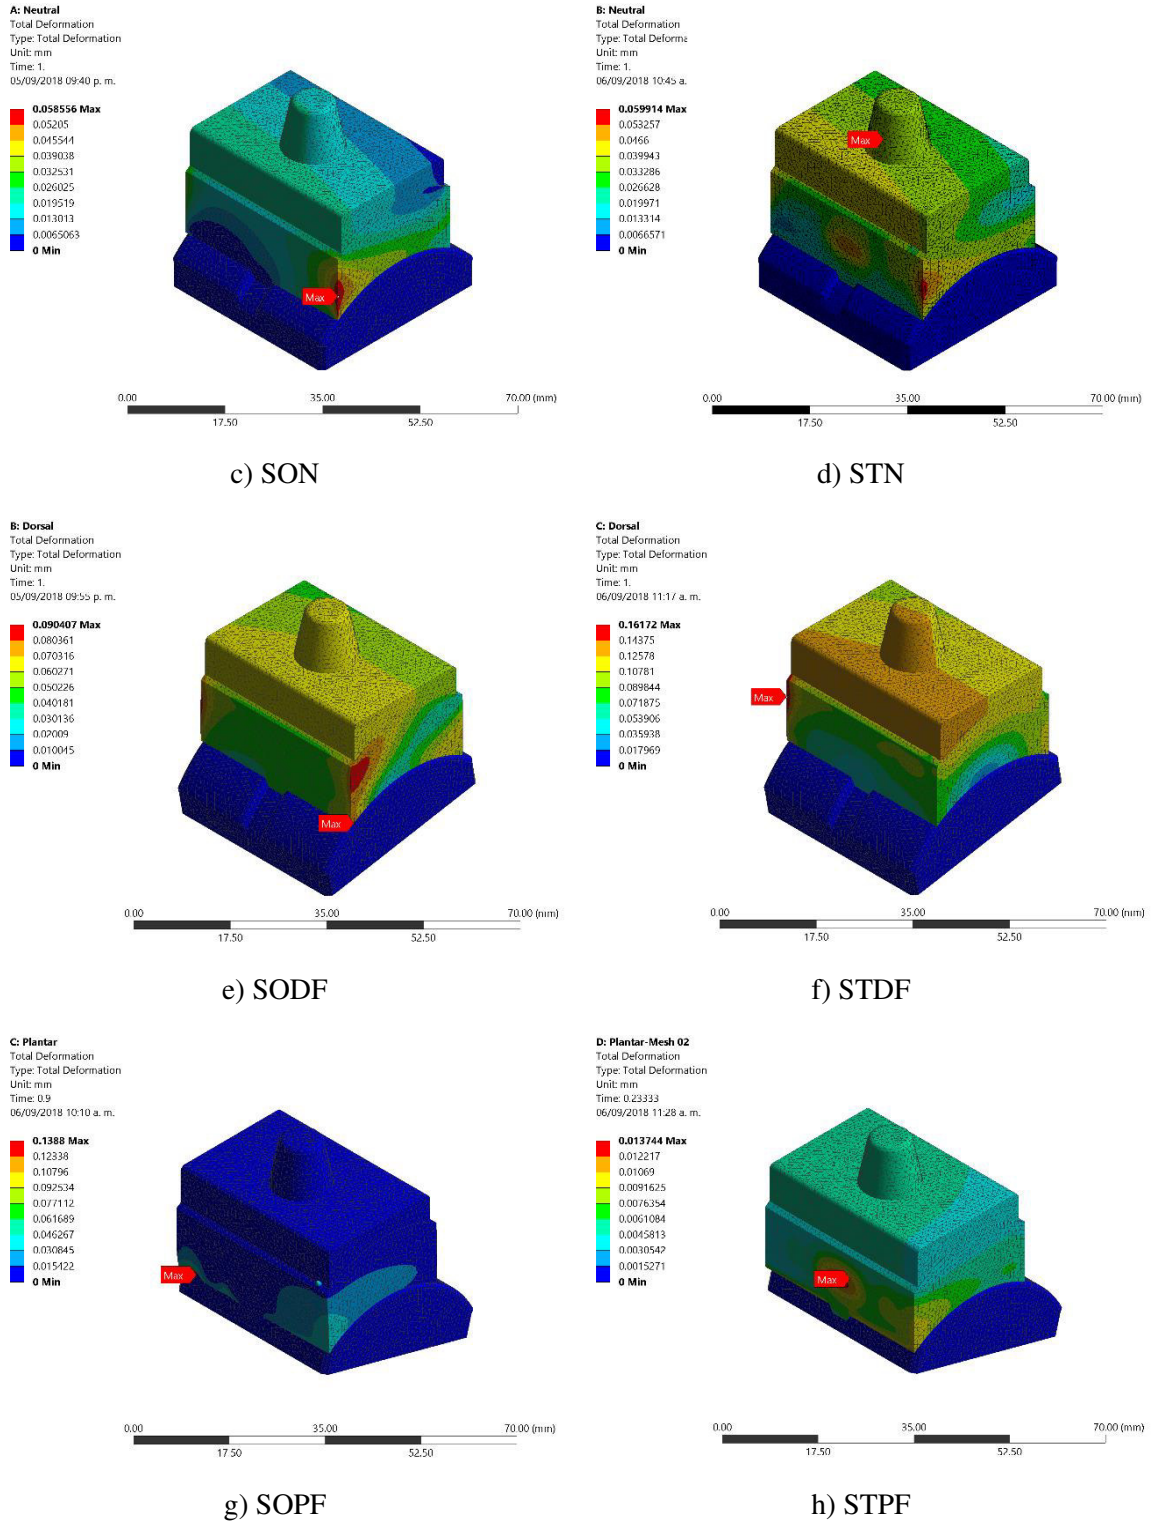 A: Neutral
Total Deformation
Type: Total Deformation
Unit: mm
Time: 1.
05/09/2018 09:40 p. m.
0.058556 Max
0.05205
0.045544
0.039038
0.032531
0.026025
0.019519
0.013013
0.0065063
0 Min
Max
0.00
35.00
70.00 (mm)
17.50
52.50
c) SON
B: Neutral
Total Deformation
Type: Total Deforma
Unit: mm
Time: 1.
06/09/2018 10:45 a.
0.059914 Max
0.053257
0.0466
0.039943
0.033286
0.026628
0.019971
0.013314
0.0066571
0 Min
Max
0.00
35.00
70.00 (mm)
17.50
52.50
d) STN
B: Dorsal
Total Deformation
Type: Total Deformation
Unit: mm
Time: 1.
05/09/2018 09:55 p. m.
0.090407 Max
0.080361
0.070316
0.060271
0.050226
0.040181
0.030136
0.02009
0.010045
0 Min
Max
0.00
35.00
70.00 (mm)
17.50
52.50
e) SODF
C: Dorsal
Total Deformation
Type: Total Deformation
Unit: mm
Time: 1.
06/09/2018 11:17 a. m.
0.16172 Max
0.14375
0.12578
0.10781
0.089844
0.071875
0.053906
0.035938
0.017969
0 Min
Max
0.00
35.00
70.00 (mm)
17.50
52.50
f) STDF
C: Plantar
Total Deformation
Type: Total Deformation
Unit: mm
Time: 0.9
06/09/2018 10:10 a. m.
0.1388 Max
0.12338
0.10796
0.092534
0.077112
0.061689
0.046267
0.030845
0.015422
0 Min
Max
0.00
35.00
70.00 (mm)
17.50
52.50
g) SOPF
D: Plantar-Mesh 02
Total Deformation
Type: Total Deformation
Unit: mm
Time: 0.23333
06/09/2018 11:28 a. m.
0.013744 Max
0.012217
0.01069
0.0091625
0.0076354
0.0061084
0.0045813
0.0030542
0.0015271
0 Min
Max
0.00
35.00
70.00 (mm)
17.50
52.50
h) STPF